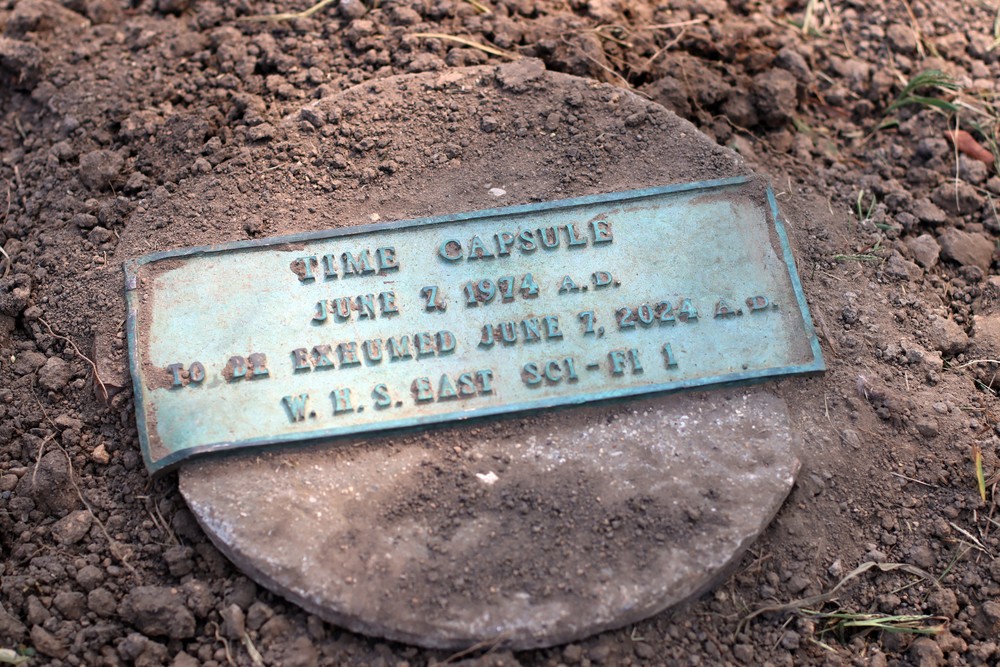 TIME CAPSULE
JUNE 7, 1974 A.D.
TO BE EXHUMED JUNE 7, 2024 A.D.
W. H. S. EAST SCI-FI 1